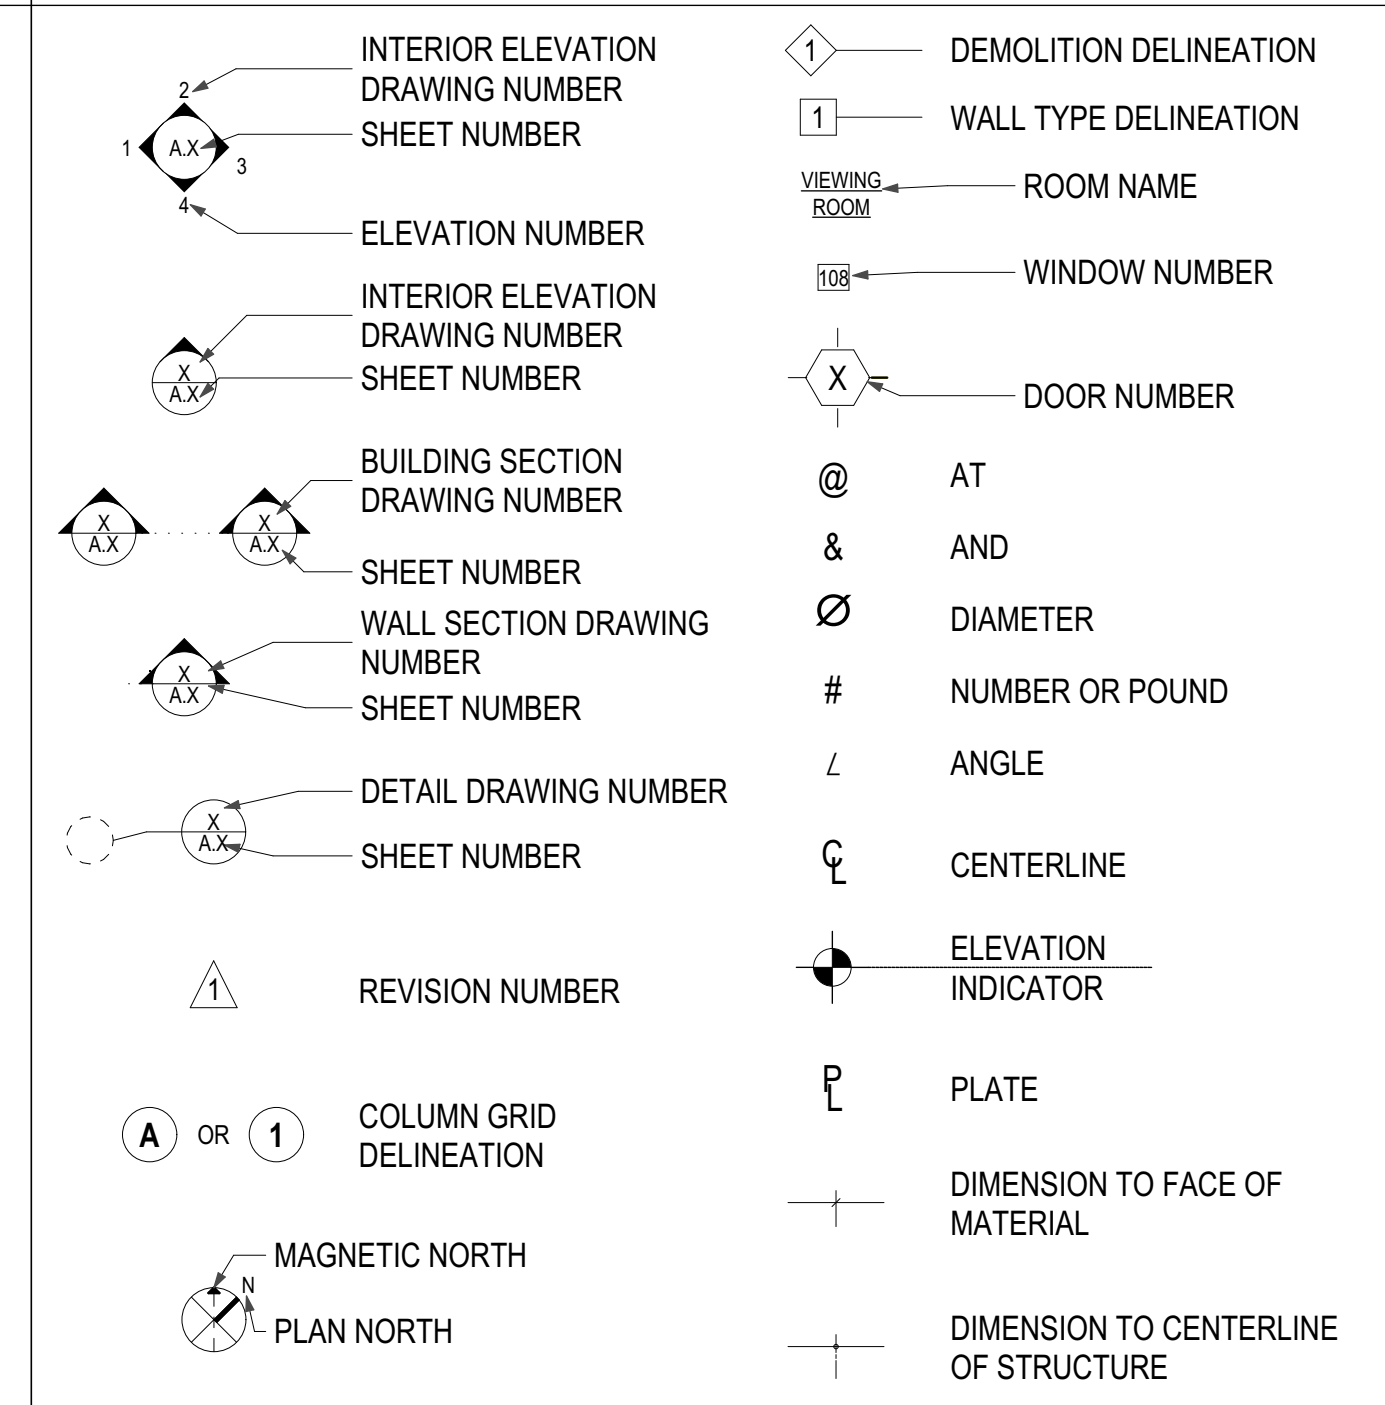 INTERIOR ELEVATION
DRAWING NUMBER
2
SHEET NUMBER
1
A.X
3
4
ELEVATION NUMBER
INTERIOR ELEVATION
DRAWING NUMBER
X
A.X
SHEET NUMBER
BUILDING SECTION
DRAWING NUMBER
X
A.X
X
A.X
SHEET NUMBER
WALL SECTION DRAWING
NUMBER
X
A.X
SHEET NUMBER
DETAIL DRAWING NUMBER
X
A.X
SHEET NUMBER
1
REVISION NUMBER
A OR 1
COLUMN GRID
DELINEATION
MAGNETIC NORTH
N
PLAN NORTH
1 DEMOLITION DELINEATION
1 WALL TYPE DELINEATION
VIEWING
ROOM
ROOM NAME
108 WINDOW NUMBER
X
DOOR NUMBER
@ AT
& AND
Ø DIAMETER
# NUMBER OR POUND
∠ ANGLE
℄ CENTERLINE
ELEVATION
INDICATOR
PL PLATE
DIMENSION TO FACE OF
MATERIAL
DIMENSION TO CENTERLINE
OF STRUCTURE